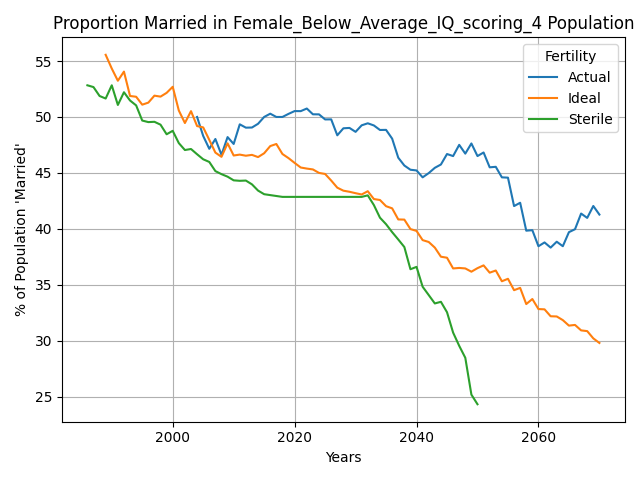 Proportion Married in Female_Below_Average_IQ_scoring_4 Population
% of Population 'Married'
55
50
45
40
35
30
25
Fertility
Actual
Ideal
Sterile
2000
2020
2040
2060
Years